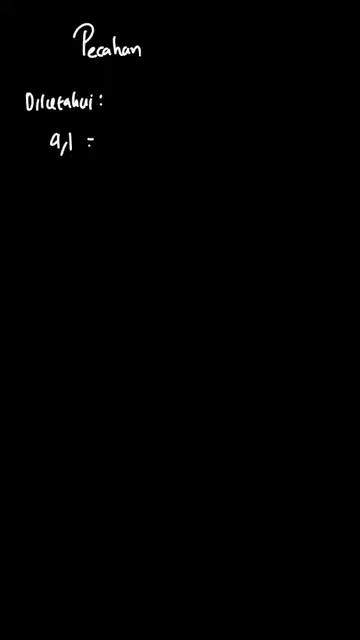 Pecahan
Diketahui :
9,1 =